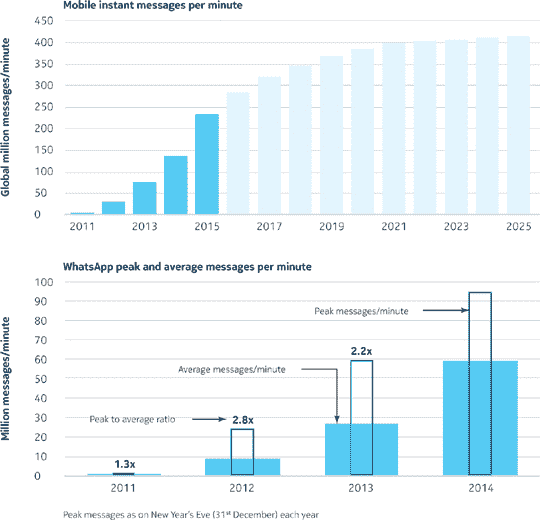 Mobile instant messages per minute
Global million messages/minute
450
400
350
300
250
200
150
100
50
0
2011 2013 2015 2017 2019 2021 2023 2025
WhatsApp peak and average messages per minute
Million messages/minute
100
90
80
70
60
50
40
30
20
10
0
Peak messages/minute
2.2x
Average messages/minute
Peak to average ratio
2.8x
1.3x
2011 2012 2013 2014
Peak messages as on New Year's Eve (31st December) each year